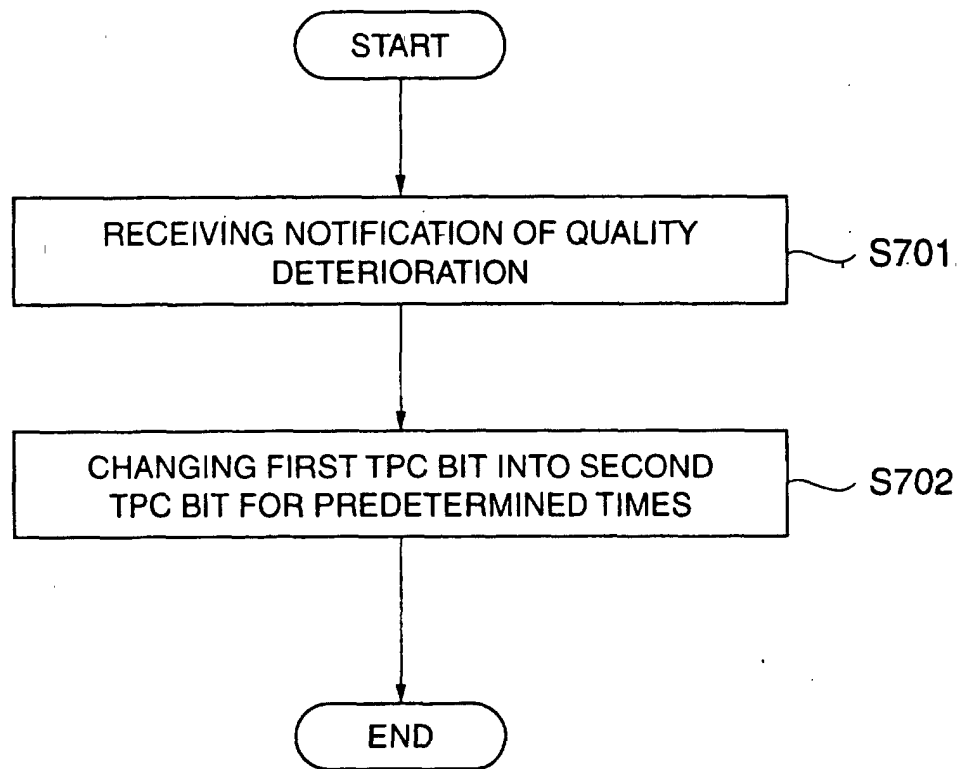 START
RECEIVING NOTIFICATION OF QUALITY
DETERIORATION
S701
CHANGING FIRST TPC BIT INTO SECOND
TPC BIT FOR PREDETERMINED TIMES
S702
END